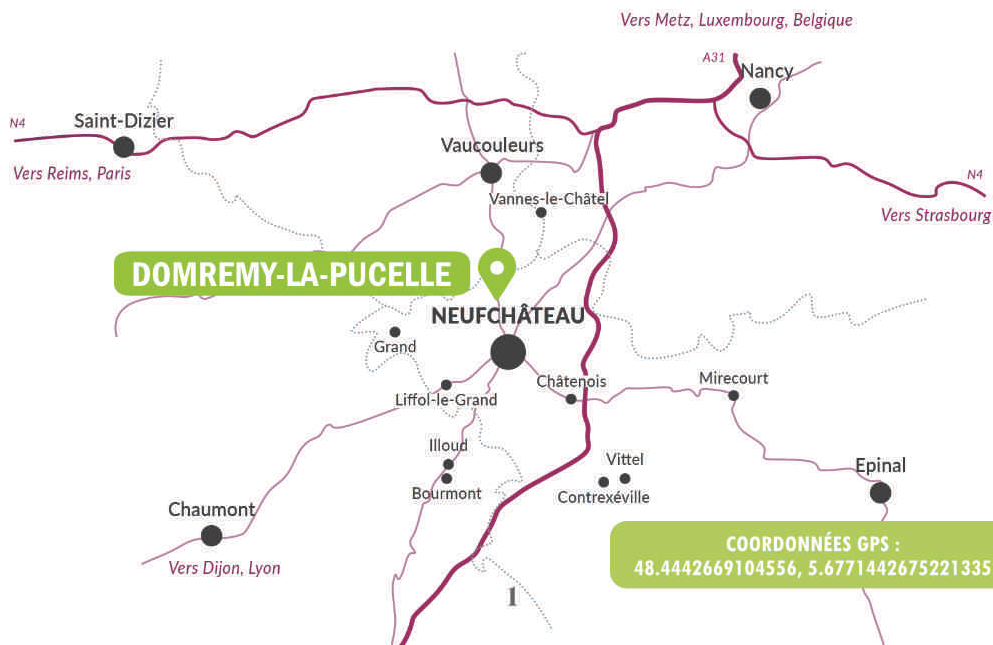 Vers Metz, Luxembourg, Belgique
A31
Nancy
N4
Saint-Dizier
Vers Reims, Paris
Vaucouleurs
Vannes-le-Châtel
N4
Vers Strasbourg
DOMREMY-LA-PUCELLE
NEUFCHÂTEAU
Grand
Châtenois
Mirecourt
Liffol-le-Grand
Illoud
Bourmont
Vittel
Contrexéville
Epinal
Chaumont
Vers Dijon, Lyon
COORDONNÉES GPS :
48.4442669104556, 5.6771442675221335
1